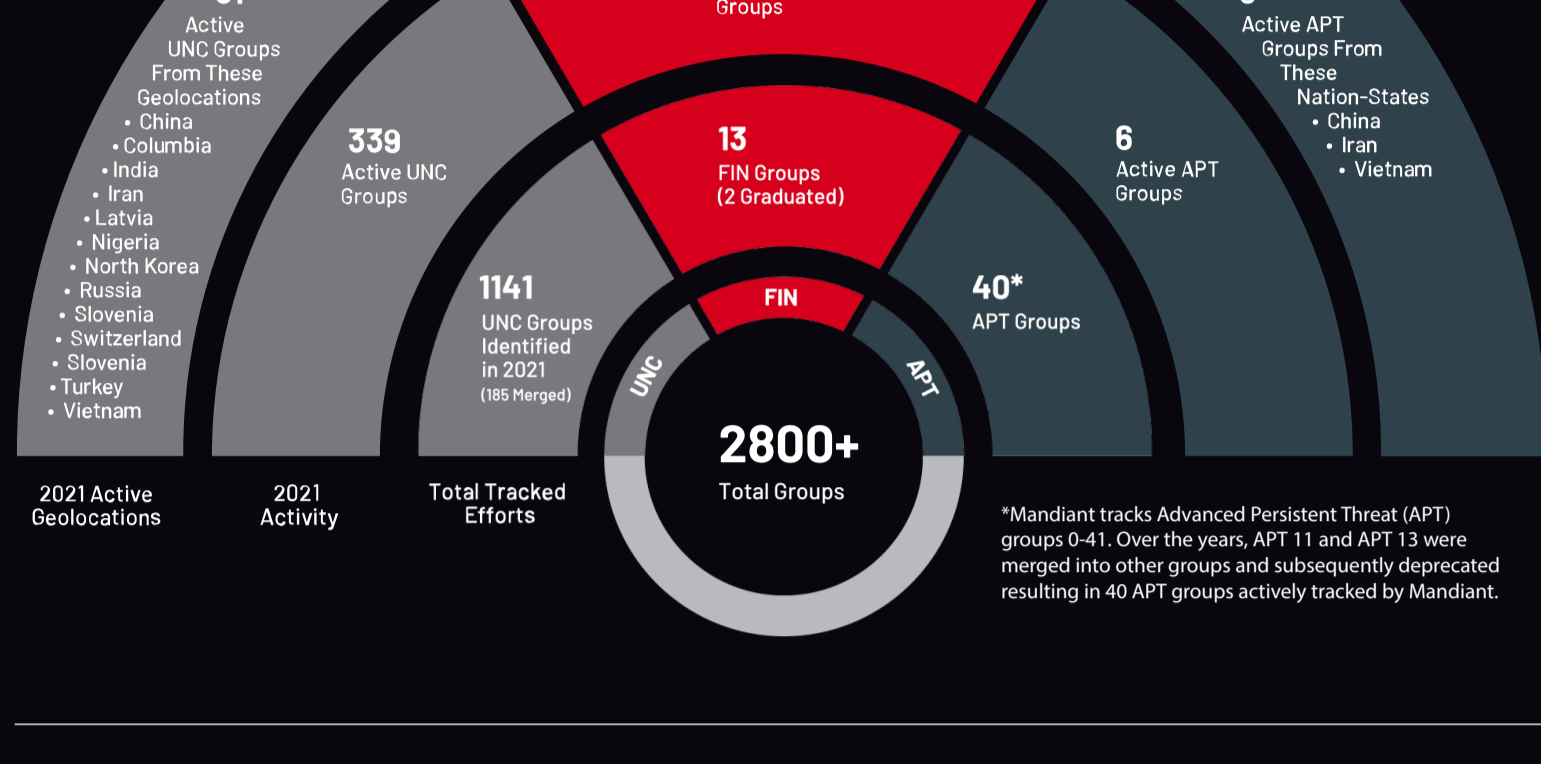 Active
UNC Groups
From These
Geolocations
• China
• Columbia
• India
• Iran
• Latvia
• Nigeria
• North Korea
• Russia
• Slovenia
• Switzerland
• Slovenia
• Turkey
• Vietnam
2021 Active
Geolocations
339
Active UNC
Groups
2021
Activity
1141
UNC Groups
Identified
in 2021
(185 Merged)
Total Tracked
Efforts
Groups
13
FIN Groups
(2 Graduated)
FIN
UNC
APT
2800+
Total Groups
40*
APT Groups
6
Active APT
Groups
Active APT
Groups From
These
Nation-States
• China
• Iran
• Vietnam
*Mandiant tracks Advanced Persistent Threat (APT)
groups 0-41. Over the years, APT 11 and APT 13 were
merged into other groups and subsequently deprecated
resulting in 40 APT groups actively tracked by Mandiant.